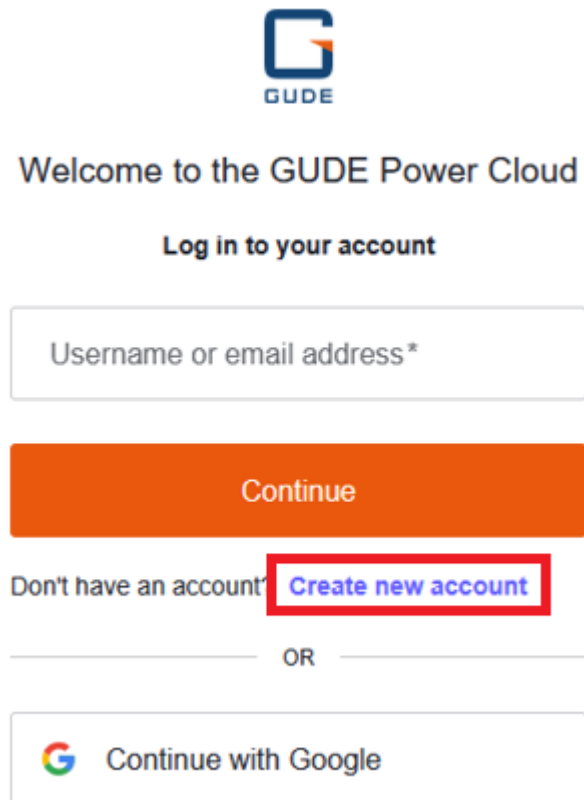 GUDE
Welcome to the GUDE Power Cloud
Log in to your account
Username or email address*
Continue
Don't have an account? Create new account
OR
Continue with Google